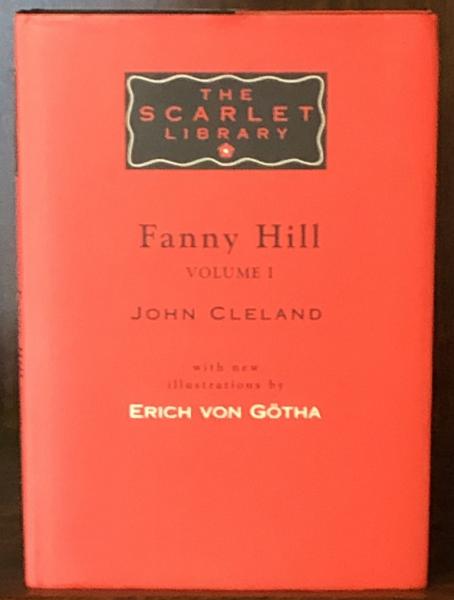 THE
SCARLET
LIBRARY
Fanny Hill
VOLUME I
JOHN CLELAND
with new
illustrations by
ERICH VON GÖTHA